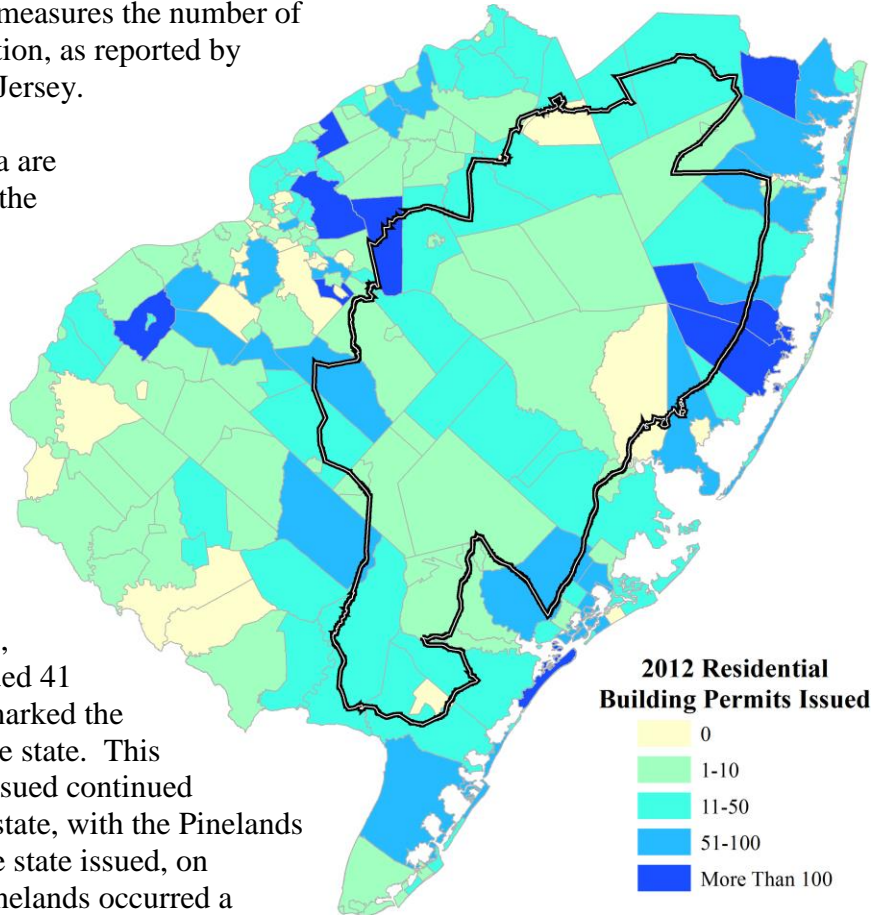 measures the number of
tion, as reported by
Jersey.
a are
the
,
ed 41
marked the
e state. This
ssued continued
state, with the Pinelands
e state issued, on
inelands occurred a
2012 Residential
Building Permits Issued
0
1-10
11-50
51-100
More Than 100